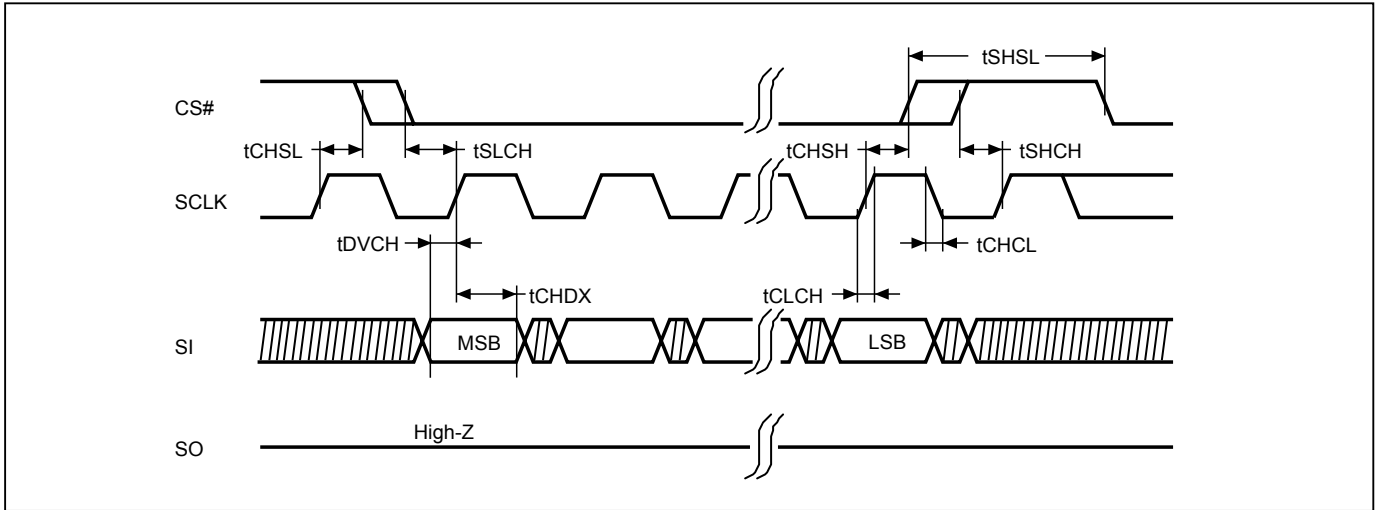 tSHSL
CS#
tCHSL
tSLCH
tCHSH
tSHCH
SCLK
tDVCH
tCHCL
tCHDX
tCLCH
SI
MSB
LSB
High-Z
SO